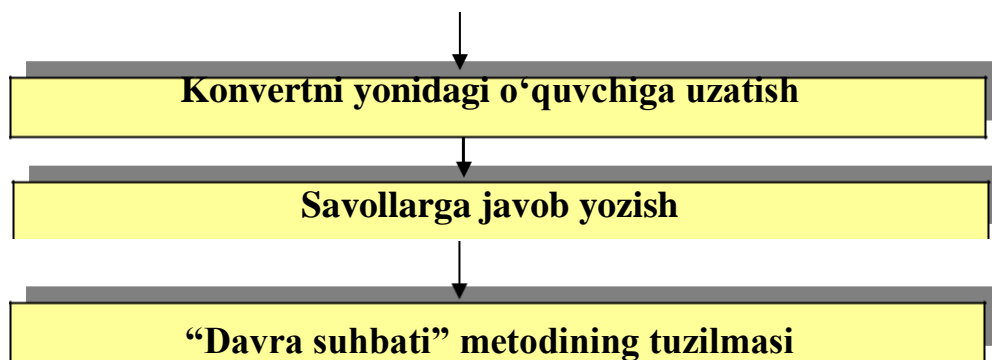 Konvertni yonidagi o‘quvchiga uzatish
Savollarga javob yozish
“Davra suhbati” metodining tuzilmasi